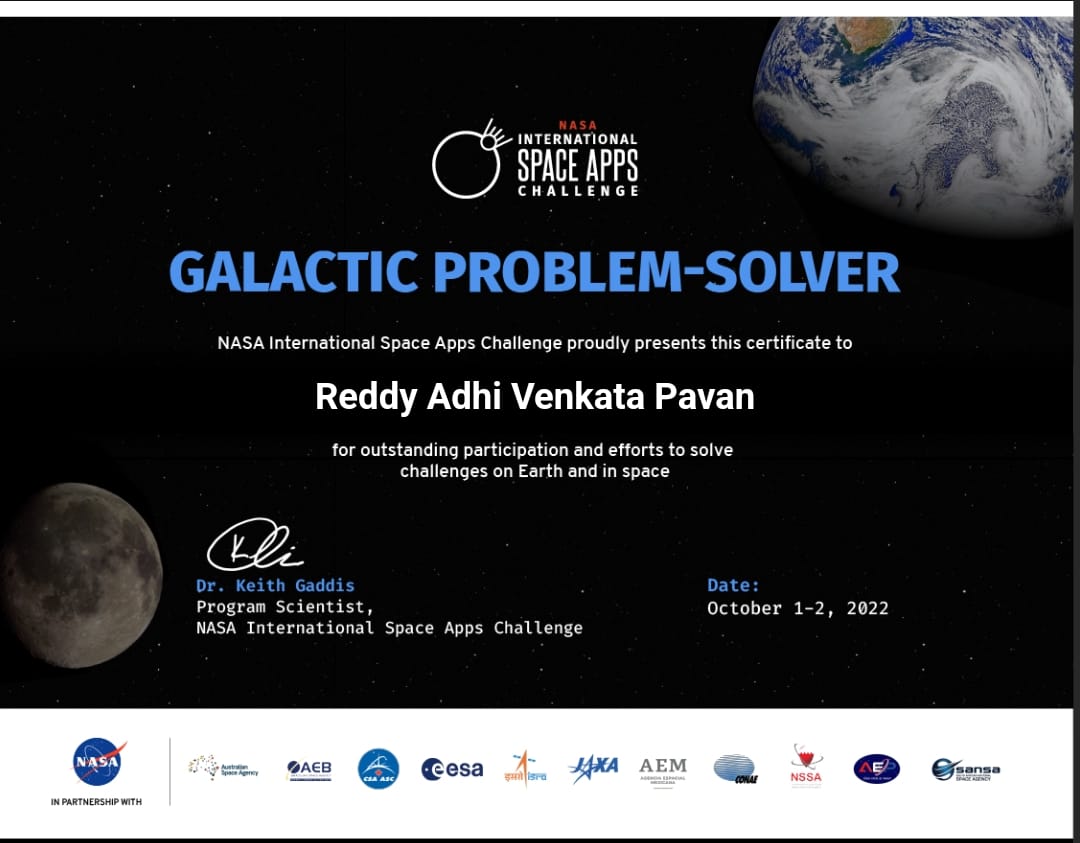 NASA
INTERNATIONAL
SPACE APPS
CHALLENGE
GALACTIC PROBLEM-SOLVER
NASA International Space Apps Challenge proudly presents this certificate to
Reddy Adhi Venkata Pavan
for outstanding participation and efforts to solve
challenges on Earth and in space
Dr. Keith Gaddis
Program Scientist,
NASA International Space Apps Challenge
Date:
October 1-2, 2022
NASA
IN PARTNERSHIP WITH
Australian
Space Agency
AEB
CSA ASC
esa
इसरो isro
JAXA
AEM
AGENCIA ESPACIAL
MEXICANA
CONAE
NSSA
AEP
sansa
SOUTH AFRICAN NATIONAL
SPACE AGENCY